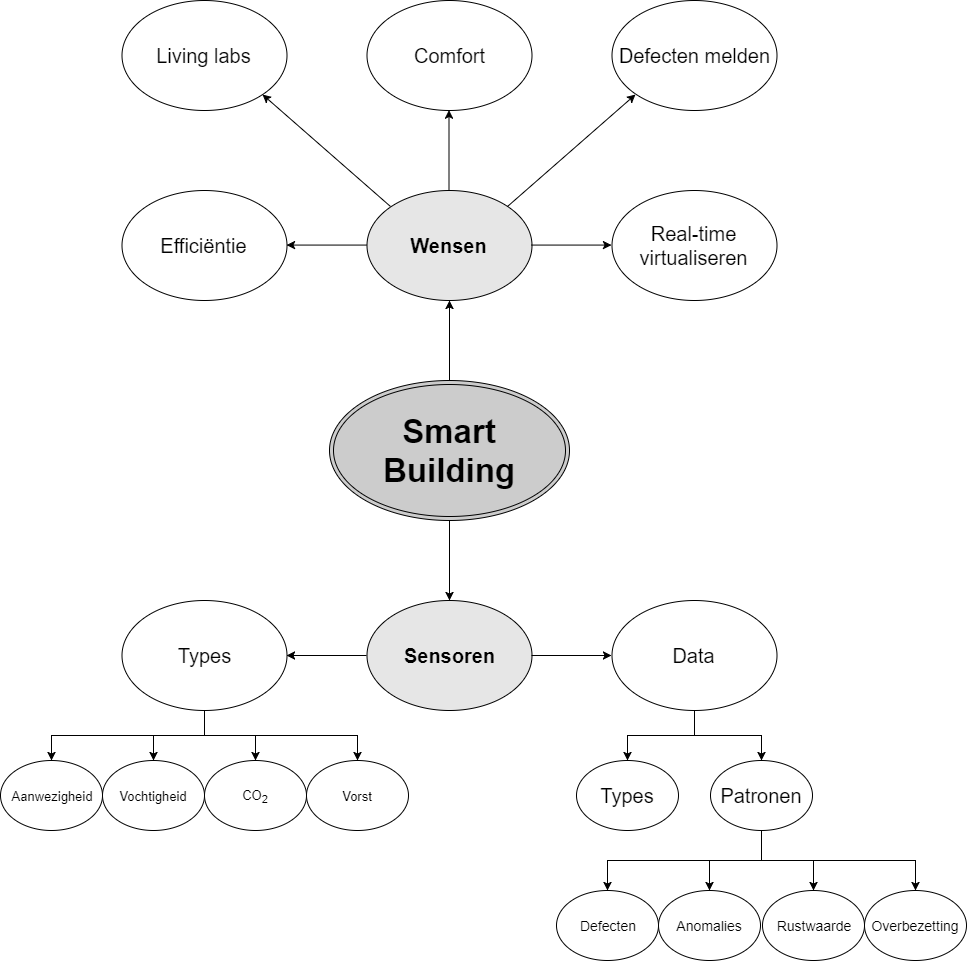 Living labs
Comfort
Defecten melden
Efficiëntie
Wensen
Real-time
virtualiseren
Smart
Building
Types
Sensoren
Data
Aanwezigheid
Vochtigheid
CO₂
Vorst
Types
Patronen
Defecten
Anomalies
Rustwaarde
Overbezetting